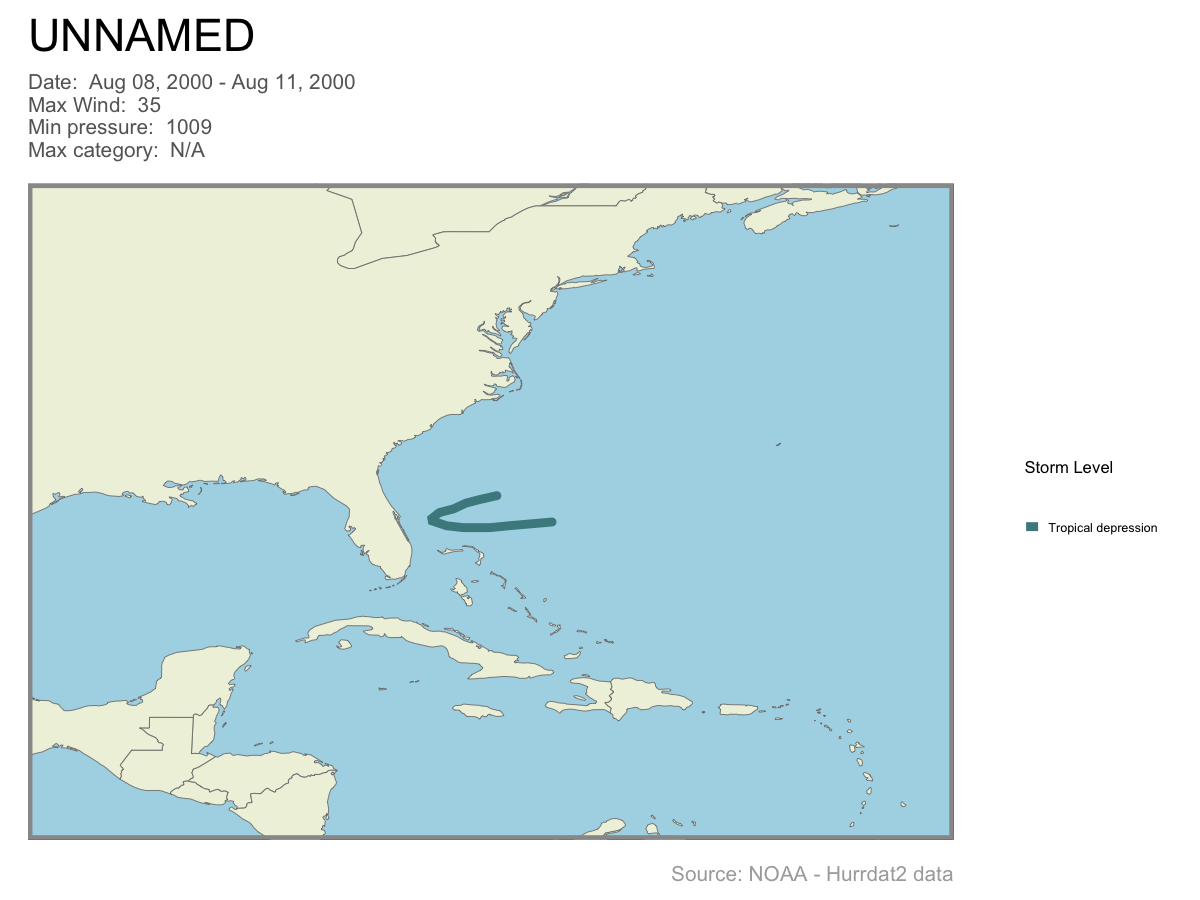 UNNAMED
Date:  Aug 08, 2000 - Aug 11, 2000
Max Wind:  35
Min pressure:  1009
Max category:  N/A
Storm Level
Tropical depression
Source: NOAA - Hurrdat2 data